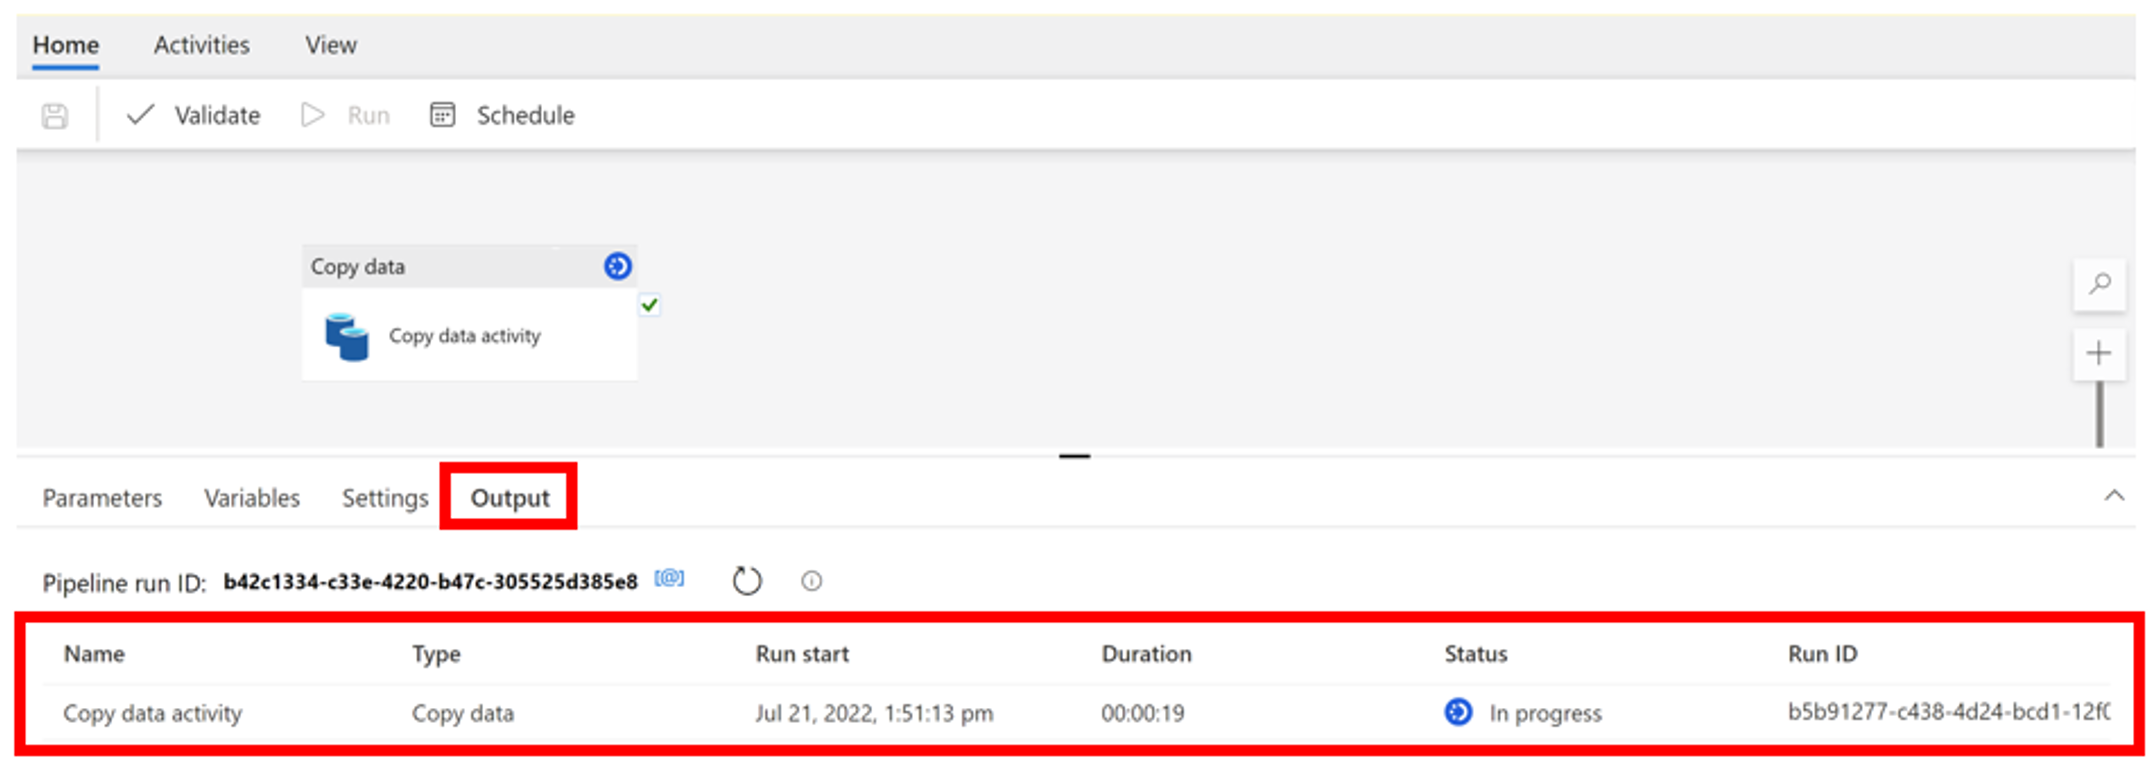 Home Activities View
Validate Run Schedule
Copy data
Copy data activity
Parameters Variables Settings Output
Pipeline run ID: b42c1334-c33e-4220-b47c-305525d385e8 [@]
Name Type Run start Duration Status Run ID
Copy data activity Copy data Jul 21, 2022, 1:51:13 pm 00:00:19 In progress b5b91277-c438-4d24-bcd1-12f0